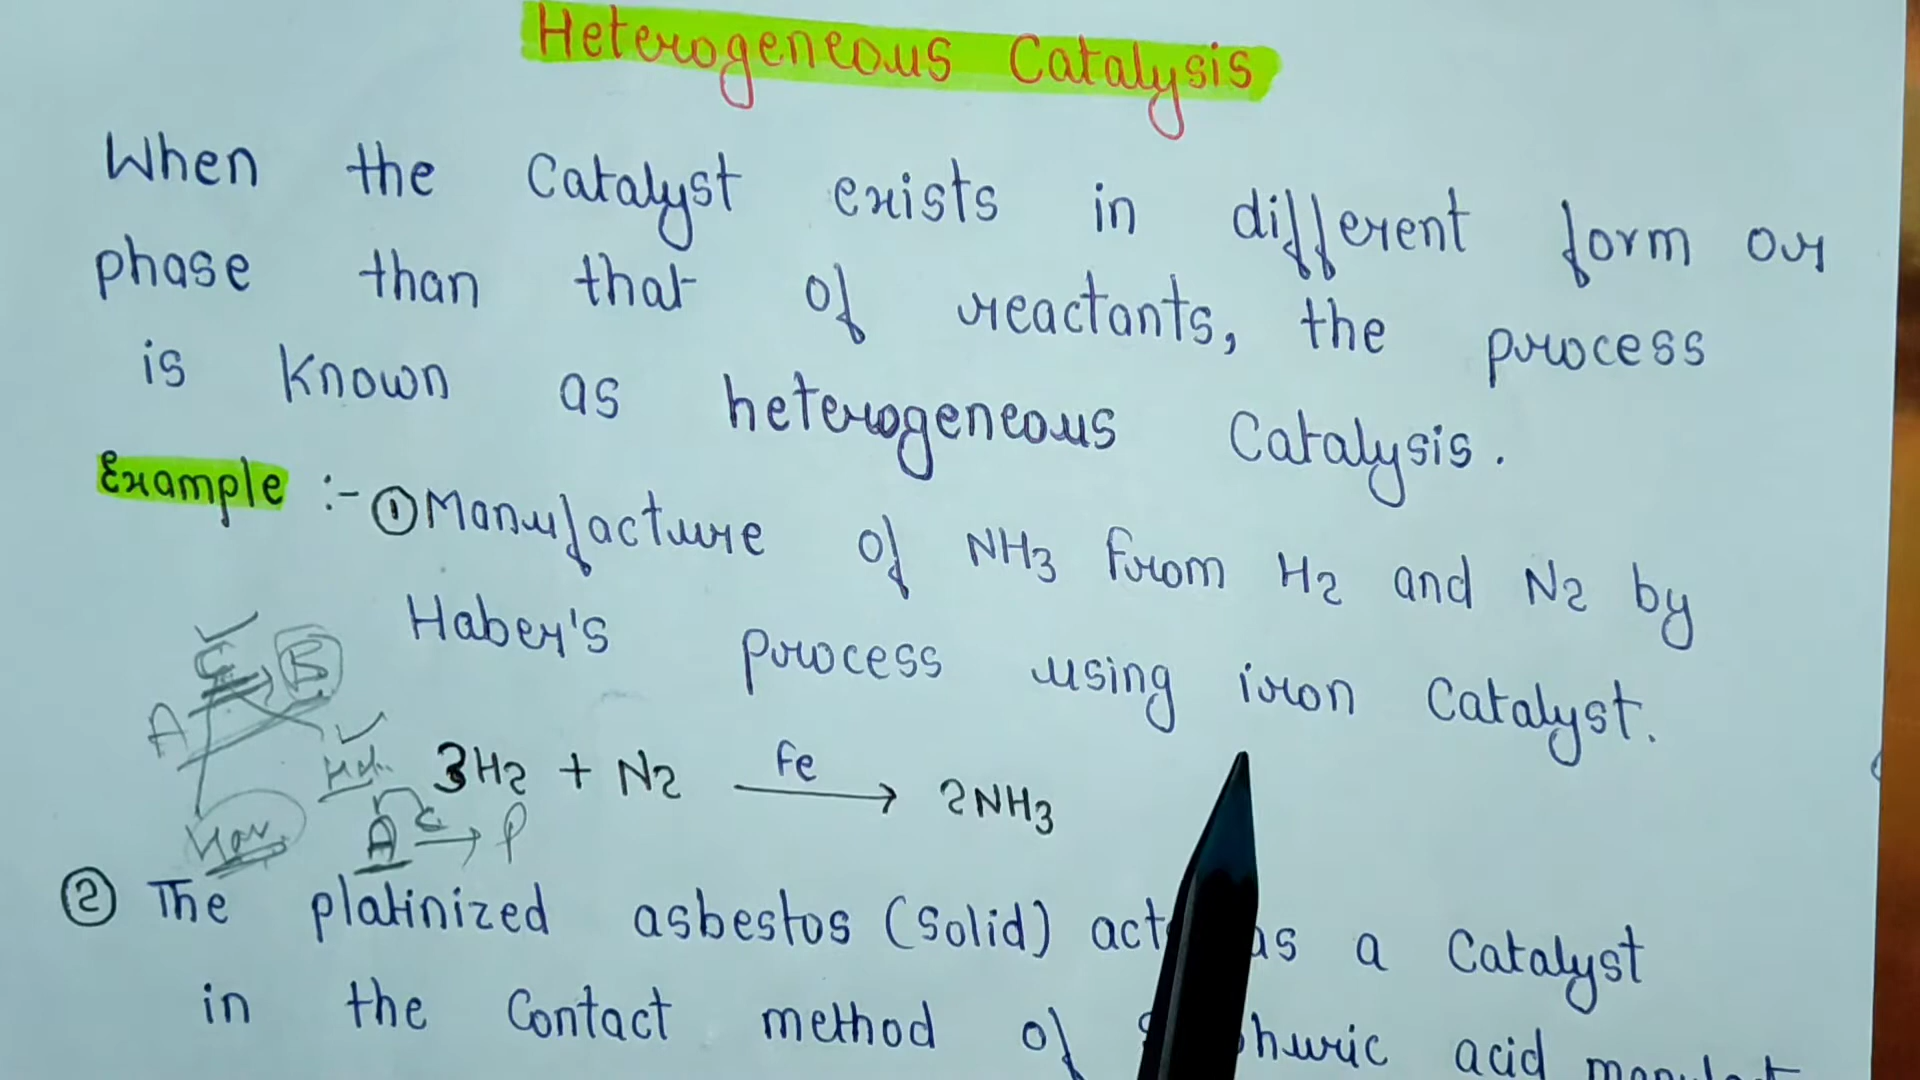 Heterogeneous Catalysis
When the Catalyst exists in different form or
phase than that of reactants, the process
is known as heterogeneous Catalysis.
Example :- ① Manufacture of NH3 from H2 and N2 by
Haber's process using iron Catalyst.
C B
A
3H2 + N2 Fe → 2NH3
A C → P
② The platinized asbestos (Solid) act as a Catalyst
in the Contact method of acid